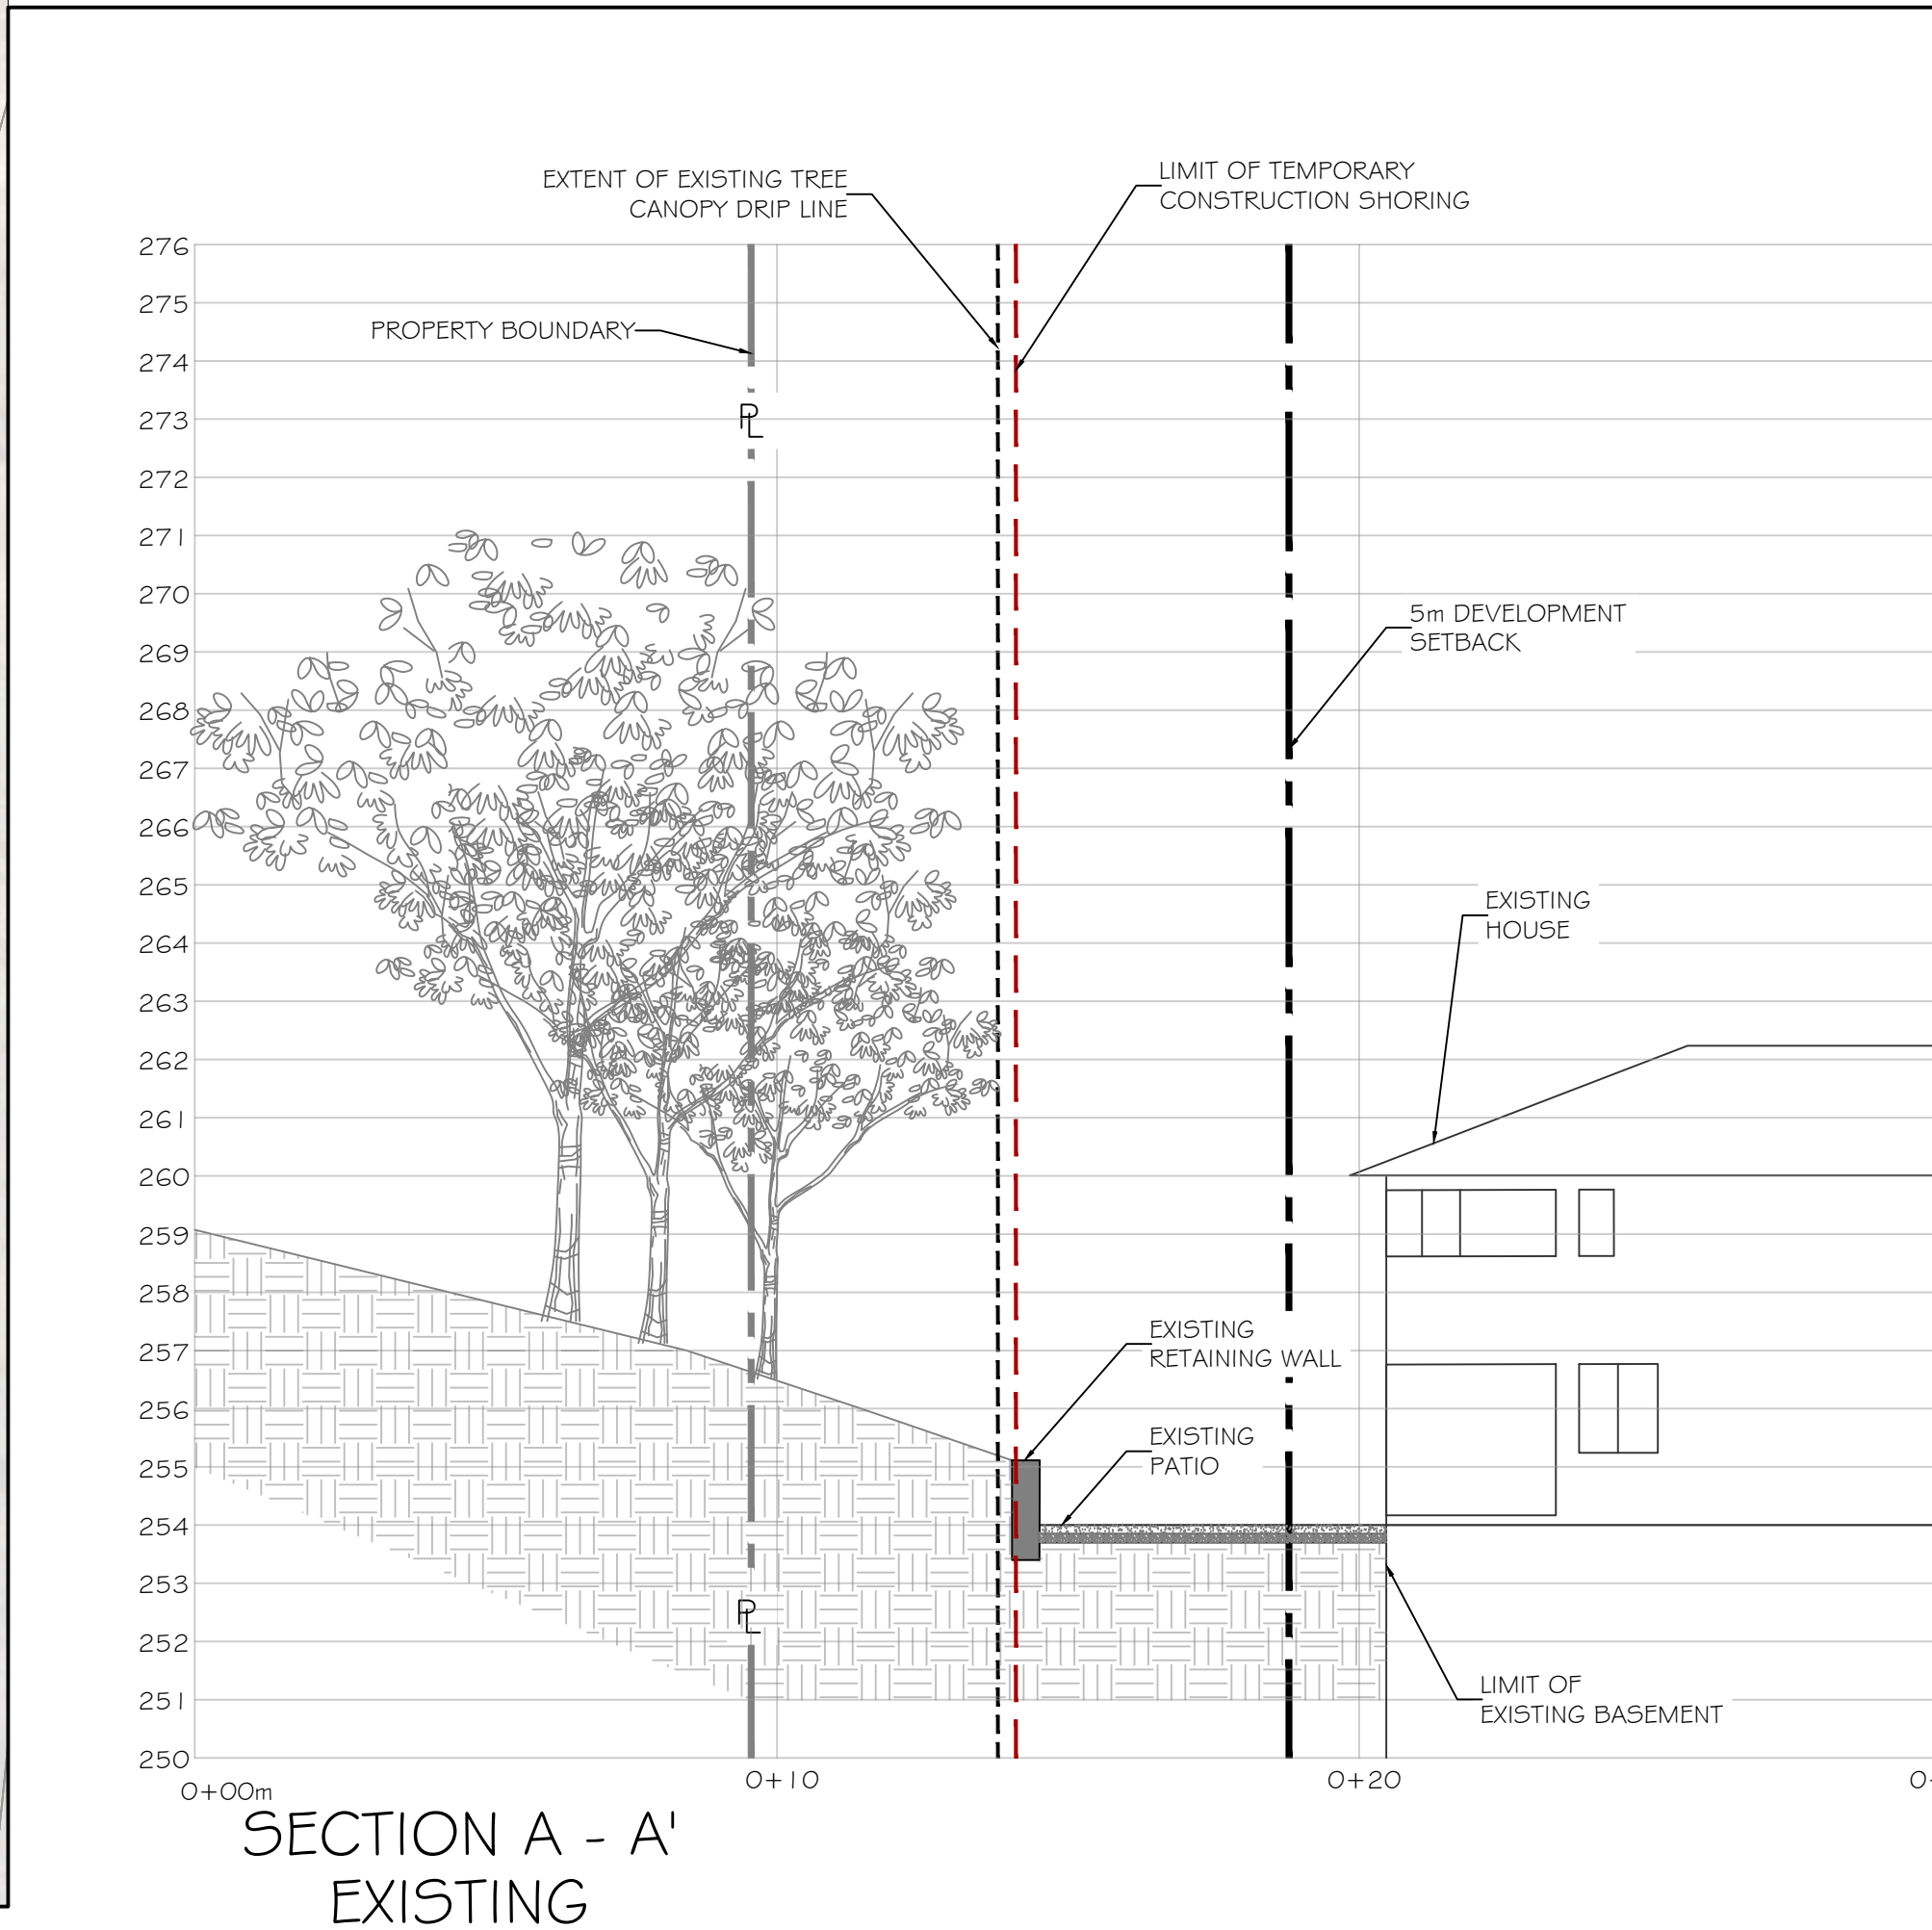 LIMIT OF TEMPORARY
CONSTRUCTION SHORING
EXTENT OF EXISTING TREE
CANOPY DRIP LINE
PROPERTY BOUNDARY
PL
5m DEVELOPMENT
SETBACK
EXISTING
HOUSE
EXISTING
RETAINING WALL
EXISTING
PATIO
PL
LIMIT OF
EXISTING BASEMENT
276
275
274
273
272
271
270
269
268
267
266
265
264
263
262
261
260
259
258
257
256
255
254
253
252
251
250
0+00m
0+10
0+20
SECTION A - A'
EXISTING